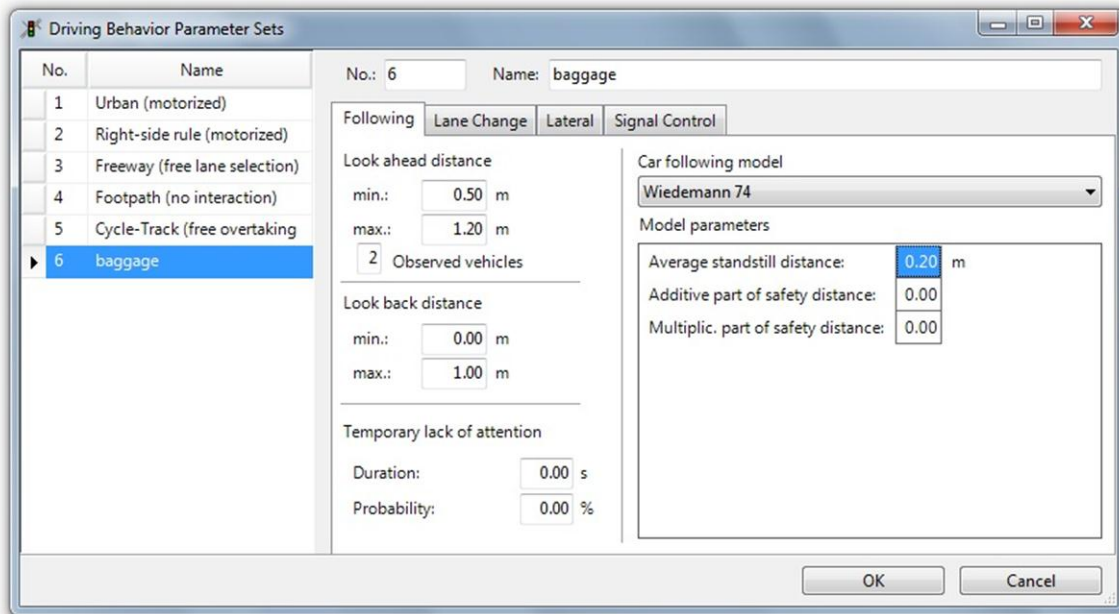 Driving Behavior Parameter Sets
No. Name
1 Urban (motorized)
2 Right-side rule (motorized)
3 Freeway (free lane selection)
4 Footpath (no interaction)
5 Cycle-Track (free overtaking
6 baggage
No.: 6 Name: baggage
Following Lane Change Lateral Signal Control
Look ahead distance
min.: 0.50 m
max.: 1.20 m
2 Observed vehicles
Look back distance
min.: 0.00 m
max.: 1.00 m
Temporary lack of attention
Duration: 0.00 s
Probability: 0.00 %
Car following model
Wiedemann 74
Model parameters
Average standstill distance: 0.20 m
Additive part of safety distance: 0.00
Multiplic. part of safety distance: 0.00
OK Cancel